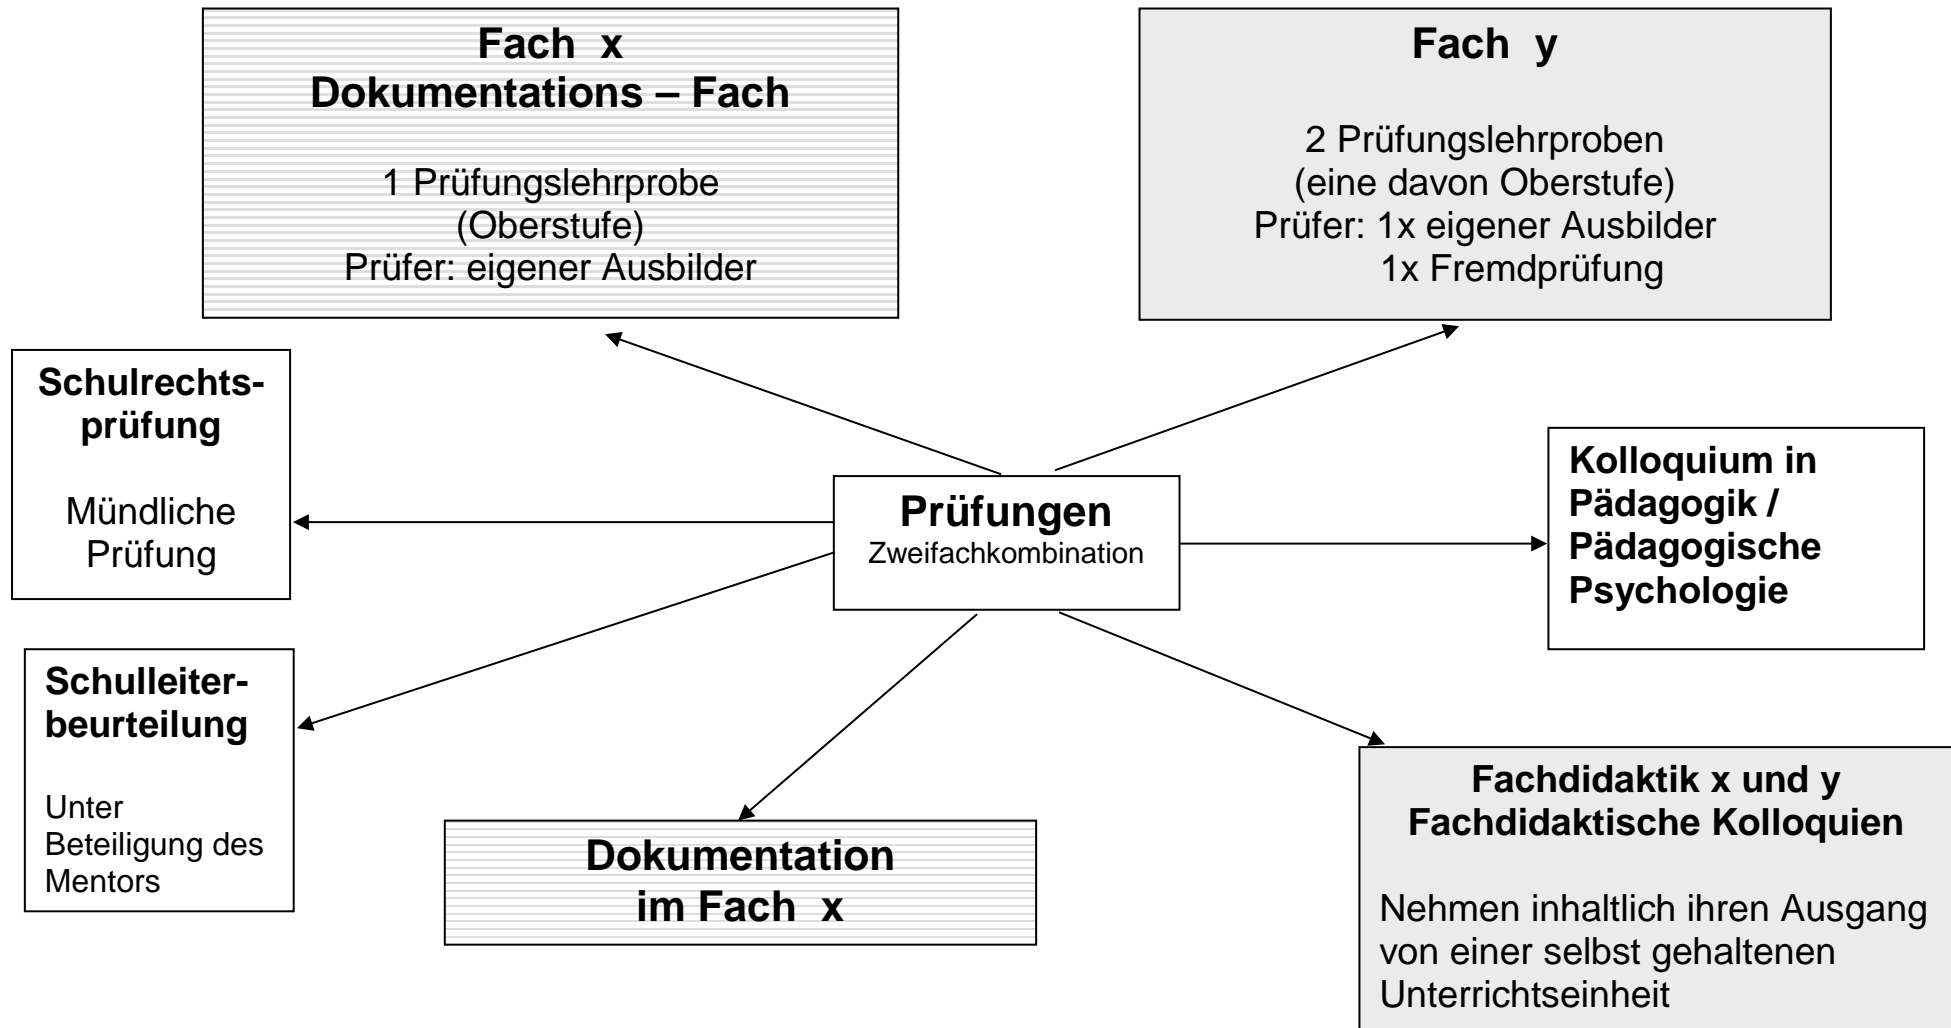 Fach x
Dokumentations – Fach
1 Prüfungslehrprobe
(Oberstufe)
Prüfer: eigener Ausbilder
Fach y
2 Prüfungslehrproben
(eine davon Oberstufe)
Prüfer: 1x eigener Ausbilder
1x Fremdprüfung
Schulrechts-
prüfung
Mündliche
Prüfung
Prüfungen
Zweifachkombination
Kolloquium in
Pädagogik /
Pädagogische
Psychologie
Schulleiter-
beurteilung
Unter
Beteiligung des
Mentors
Dokumentation
im Fach x
Fachdidaktik x und y
Fachdidaktische Kolloquien
Nehmen inhaltlich ihren Ausgang
von einer selbst gehaltenen
Unterrichtseinheit